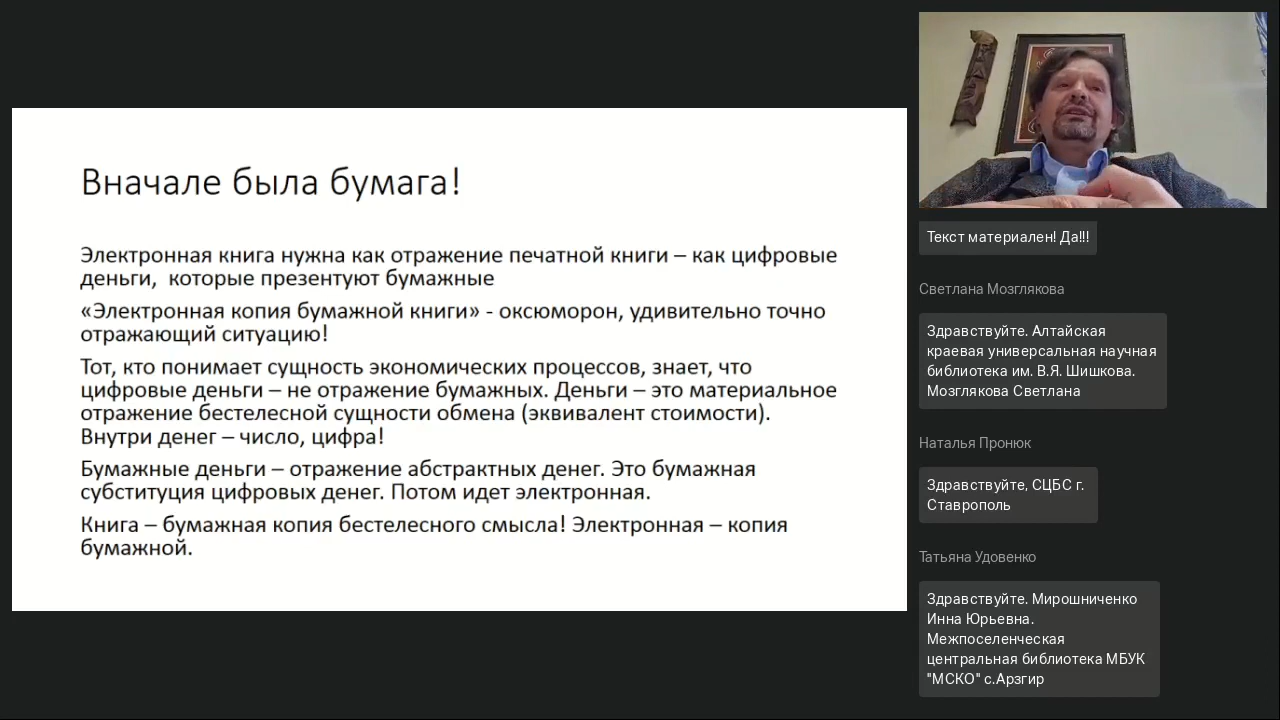 Вначале была бумага!
Электронная книга нужна как отражение печатной книги – как цифровые
деньги,  которые презентуют бумажные
«Электронная копия бумажной книги» - оксюморон, удивительно точно
отражающий ситуацию!
Тот, кто понимает сущность экономических процессов, знает, что
цифровые деньги – не отражение бумажных. Деньги – это материальное
отражение бестелесной сущности обмена (эквивалент стоимости).
Внутри денег – число, цифра!
Бумажные деньги – отражение абстрактных денег. Это бумажная
субституция цифровых денег. Потом идет электронная.
Книга – бумажная копия бестелесного смысла! Электронная – копия
бумажной.
Текст материален! Да!!!
Светлана Мозглякова
Здравствуйте. Алтайская
краевая универсальная научная
библиотека им. В.Я. Шишкова.
Мозглякова Светлана
Наталья Пронюк
Здравствуйте, СЦБС г.
Ставрополь
Татьяна Удовенко
Здравствуйте. Мирошниченко
Инна Юрьевна.
Межпоселенческая
центральная библиотека МБУК
"МСКО" с.Арзгир